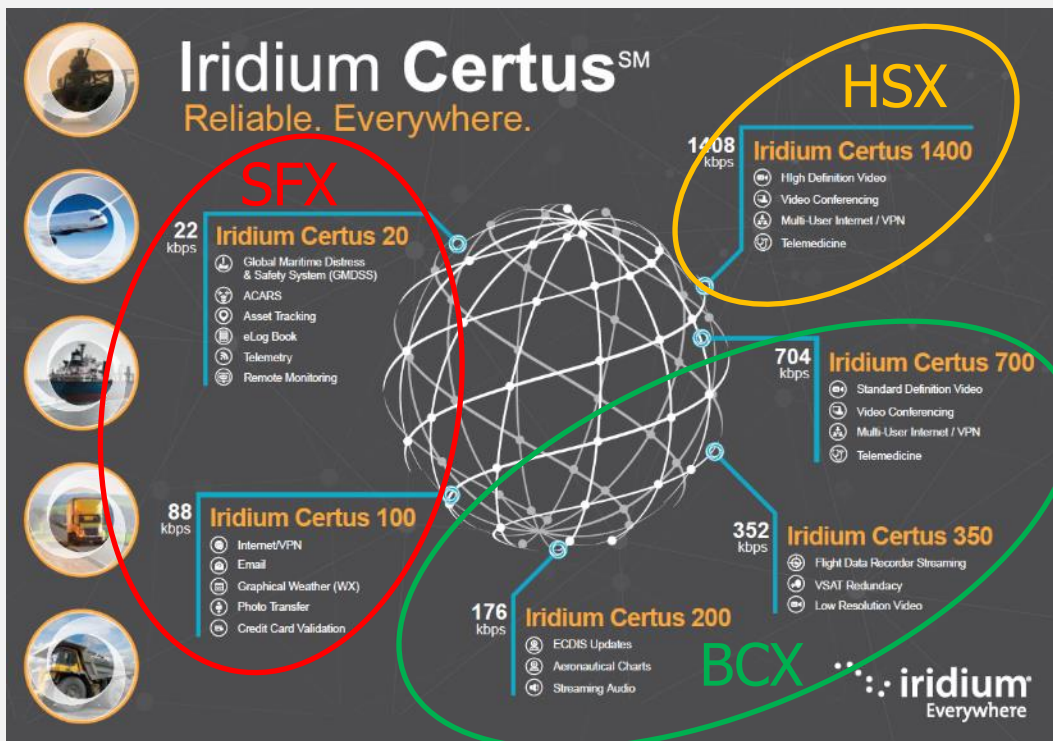 Iridium Certus℠
Reliable. Everywhere.
SFX
22
kbps
Iridium Certus 20
Global Maritime Distress
& Safety System (GMDSS)
ACARS
Asset Tracking
eLog Book
Telemetry
Remote Monitoring
88
kbps
Iridium Certus 100
Internet/VPN
Email
Graphical Weather (WX)
Photo Transfer
Credit Card Validation
HSX
1408
kbps
Iridium Certus 1400
High Definition Video
Video Conferencing
Multi-User Internet / VPN
Telemedicine
704
kbps
Iridium Certus 700
Standard Definition Video
Video Conferencing
Multi-User Internet / VPN
Telemedicine
352
kbps
Iridium Certus 350
Flight Data Recorder Streaming
VSAT Redundancy
Low Resolution Video
176
kbps
Iridium Certus 200
ECDIS Updates
Aeronautical Charts
Streaming Audio
BCX
iridium
Everywhere